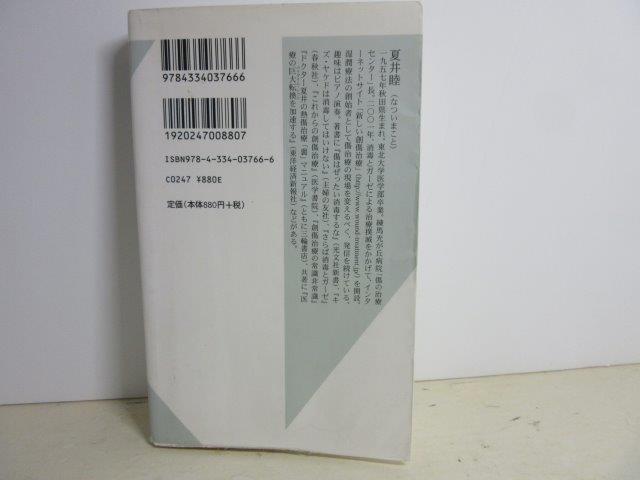 9784334037666
1920247008807
ISBN978-4-334-03766-6
C0247 ¥880E
定価(本体880円+税)
夏井睦(なついまこと)
一九五七年秋田県生まれ。東北大学医学部卒業。練馬光が丘病院「傷の治療
センター」長。二〇〇一年、消毒とガーゼによる治療撲滅をかかげて、インタ
ーネットサイト「新しい創傷治療」(http://www.wound-treatment.jp/)を開設。
湿潤療法の創始者として傷治療の現場を変えるべく、発信を続けている。
趣味はピアノ演奏。著書に『傷はぜったい消毒するな』(光文社新書)、『キ
ズ・ヤケドは消毒してはいけない』(主婦の友社)、『さらば消毒とガーゼ』
(春秋社)、『これからの創傷治療』(医学書院)、『創傷治療の常識非常識』
『ドクター夏井の熱傷治療「裏」マニュアル』(ともに三輪書店)、共著に『医
療の巨大転換を加速する』(東洋経済新報社)などがある。